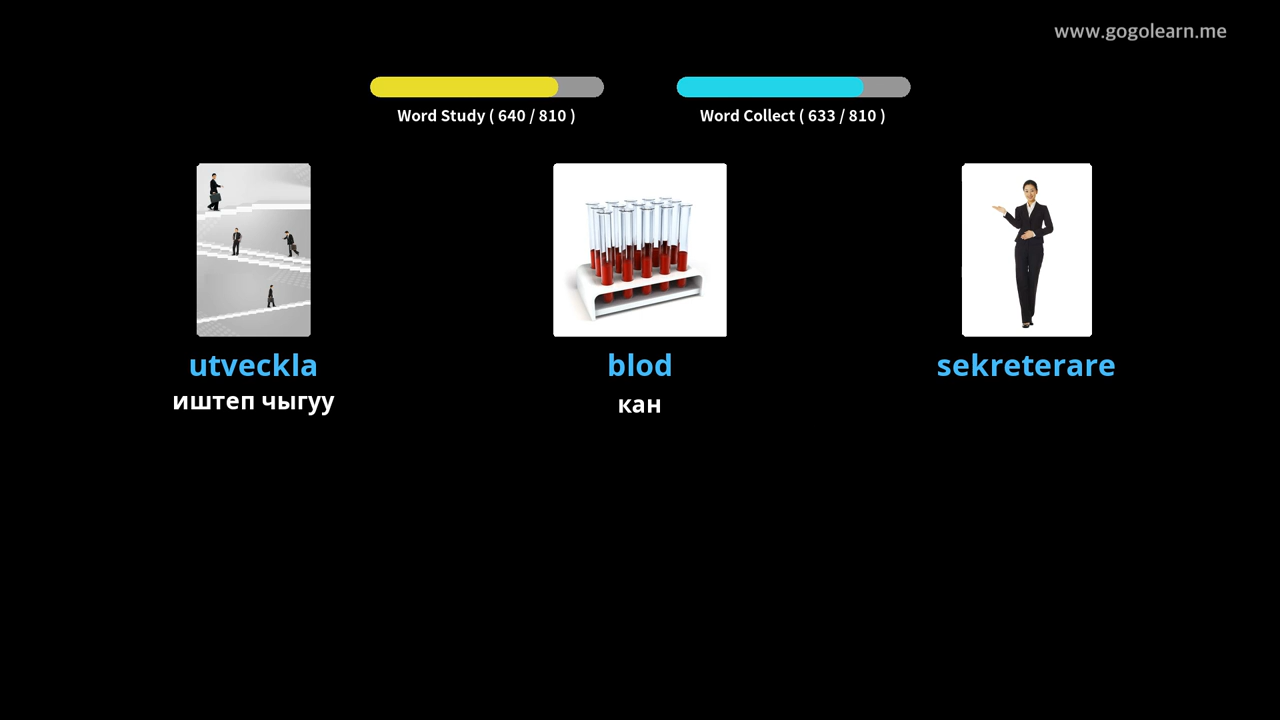 www.gogolearn.me
Word Study ( 640 / 810 )
Word Collect ( 633 / 810 )
utveckla
иштеп чыгуу
blod
кан
sekreterare